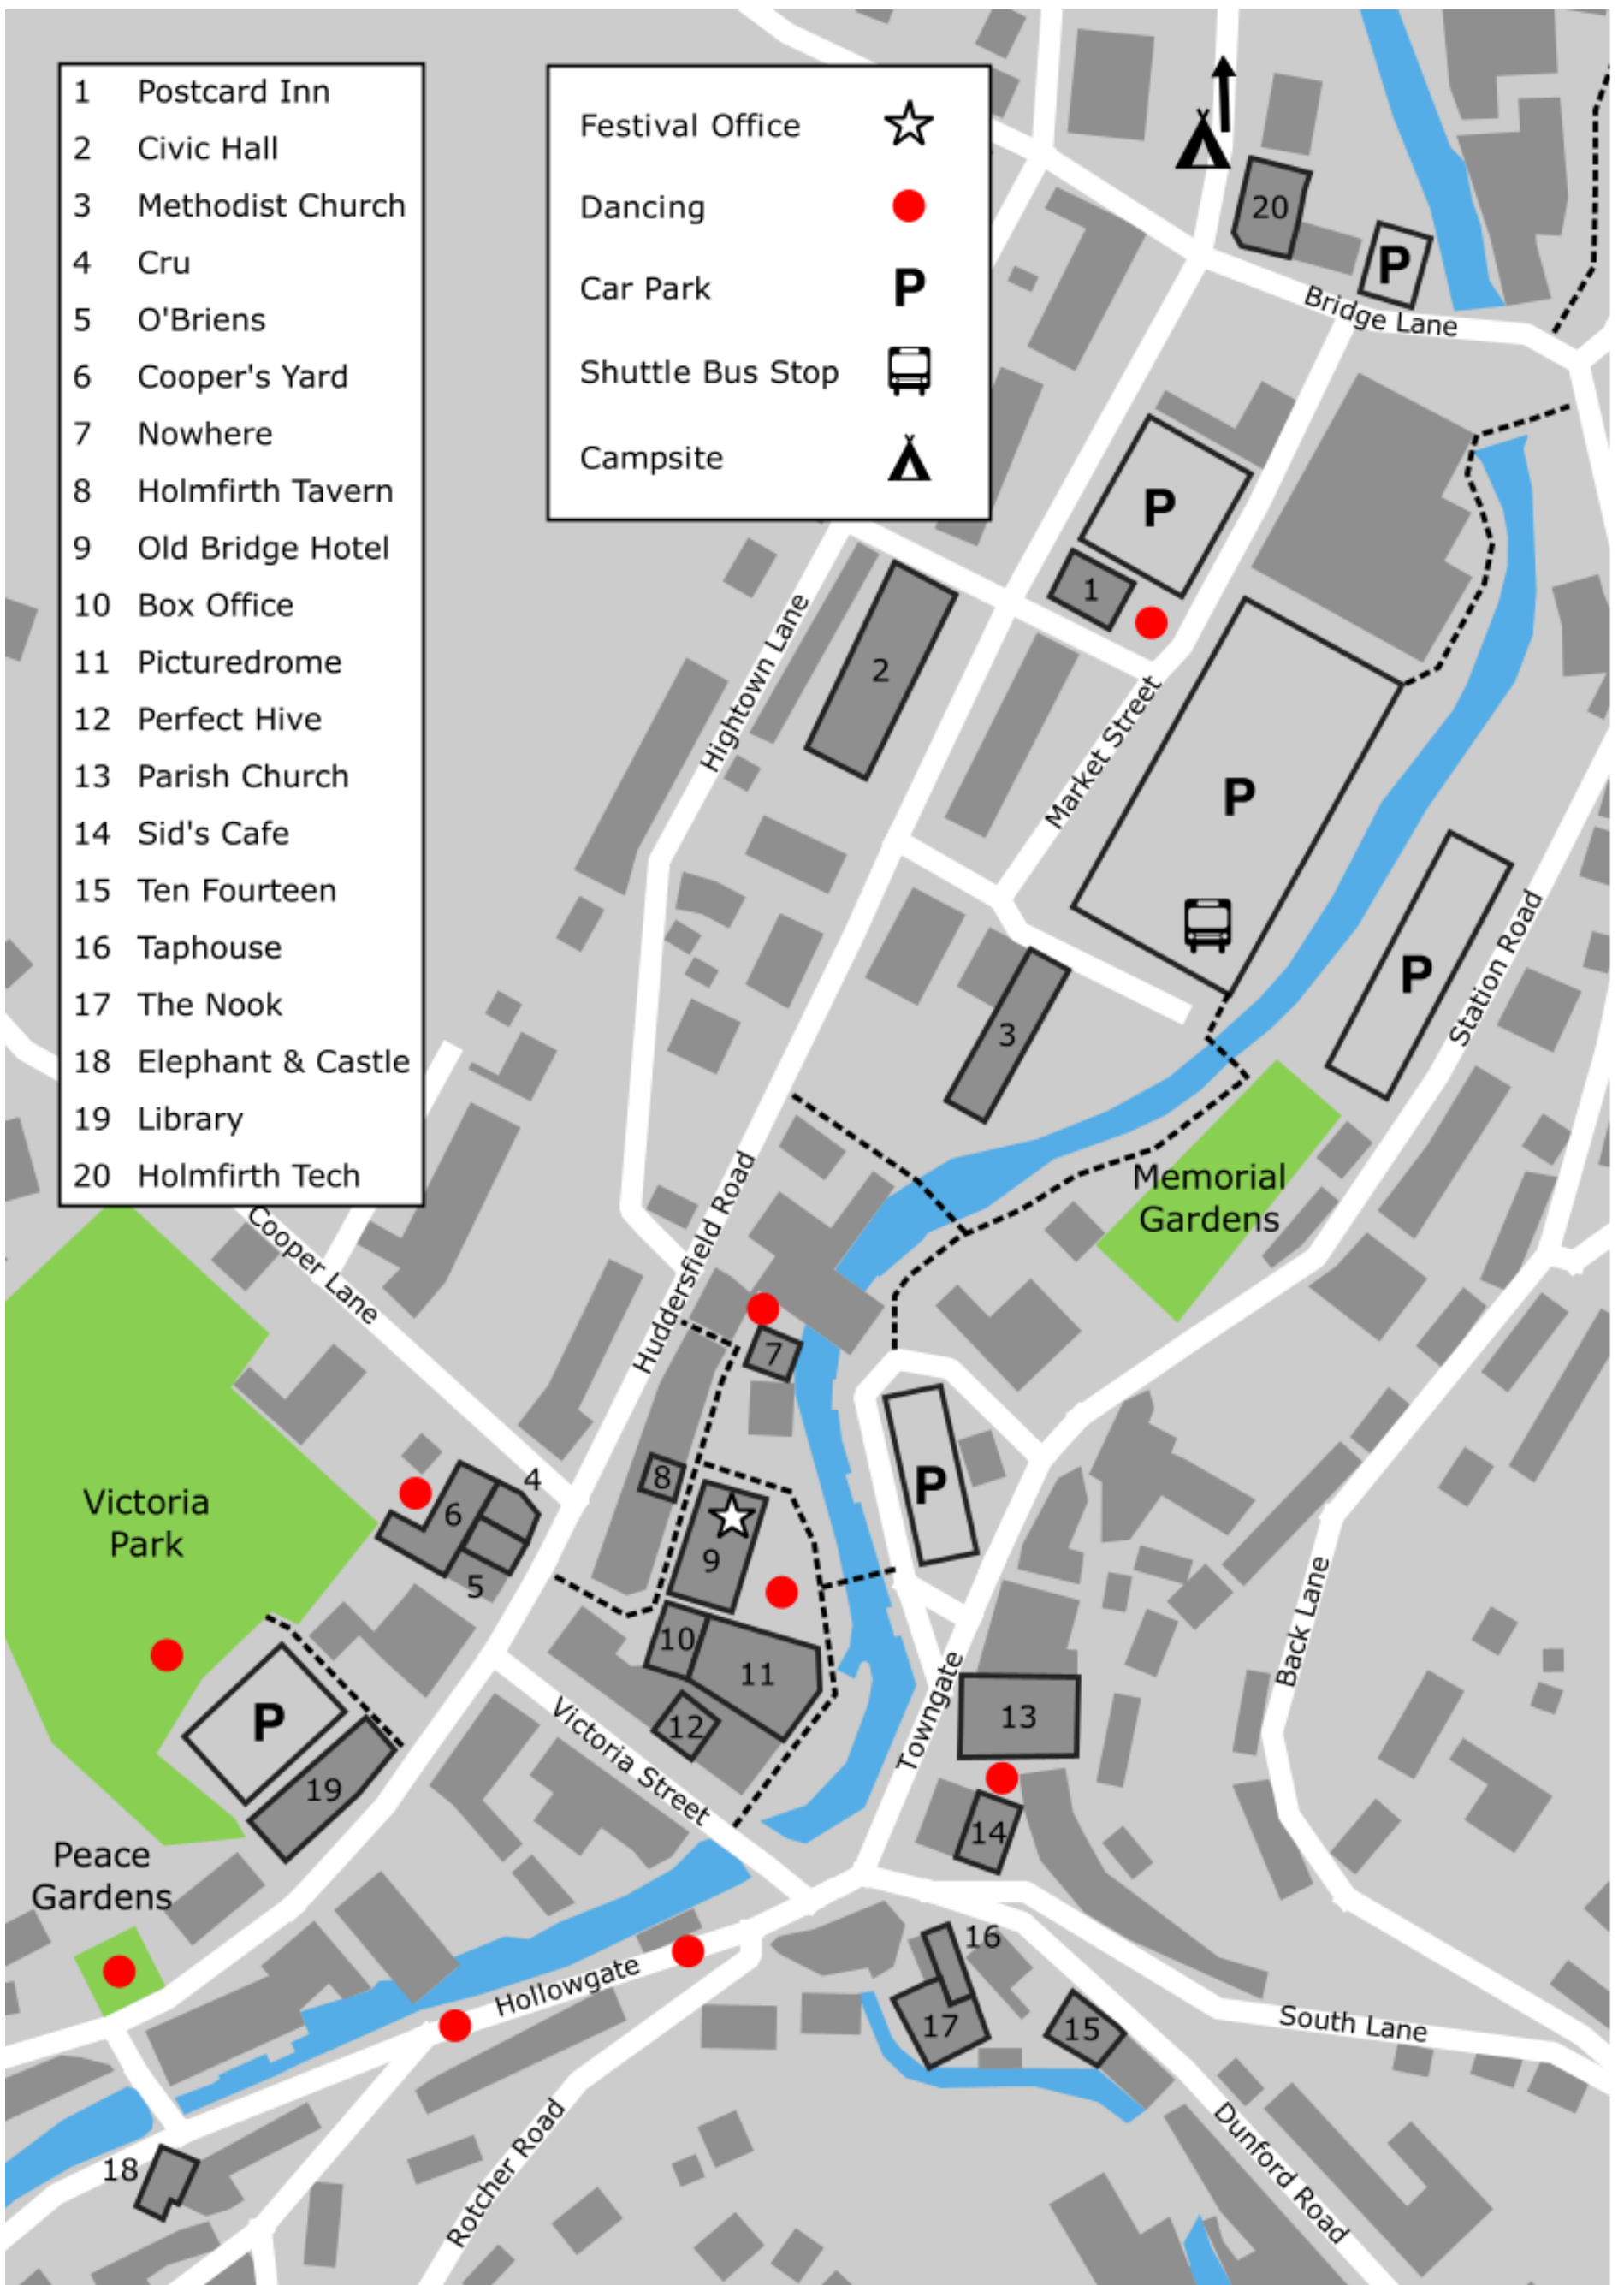 1 Postcard Inn
2 Civic Hall
3 Methodist Church
4 Cru
5 O'Briens
6 Cooper's Yard
7 Nowhere
8 Holmfirth Tavern
9 Old Bridge Hotel
10 Box Office
11 Picturedrome
12 Perfect Hive
13 Parish Church
14 Sid's Cafe
15 Ten Fourteen
16 Taphouse
17 The Nook
18 Elephant & Castle
19 Library
20 Holmfirth Tech
Festival Office
Dancing
Car Park P
Shuttle Bus Stop
Campsite
20
P
Bridge Lane
P
1
2
Hightown Lane
Market Street
P
P
Station Road
3
Memorial
Gardens
Cooper Lane
Huddersfield Road
7
4
8
P
6
Victoria
Park
9
5
10
11
Back Lane
P
12
13
Towngate
Victoria Street
19
14
Peace
Gardens
16
Hollowgate
17
15
South Lane
18
Rotcher Road
Dunford Road